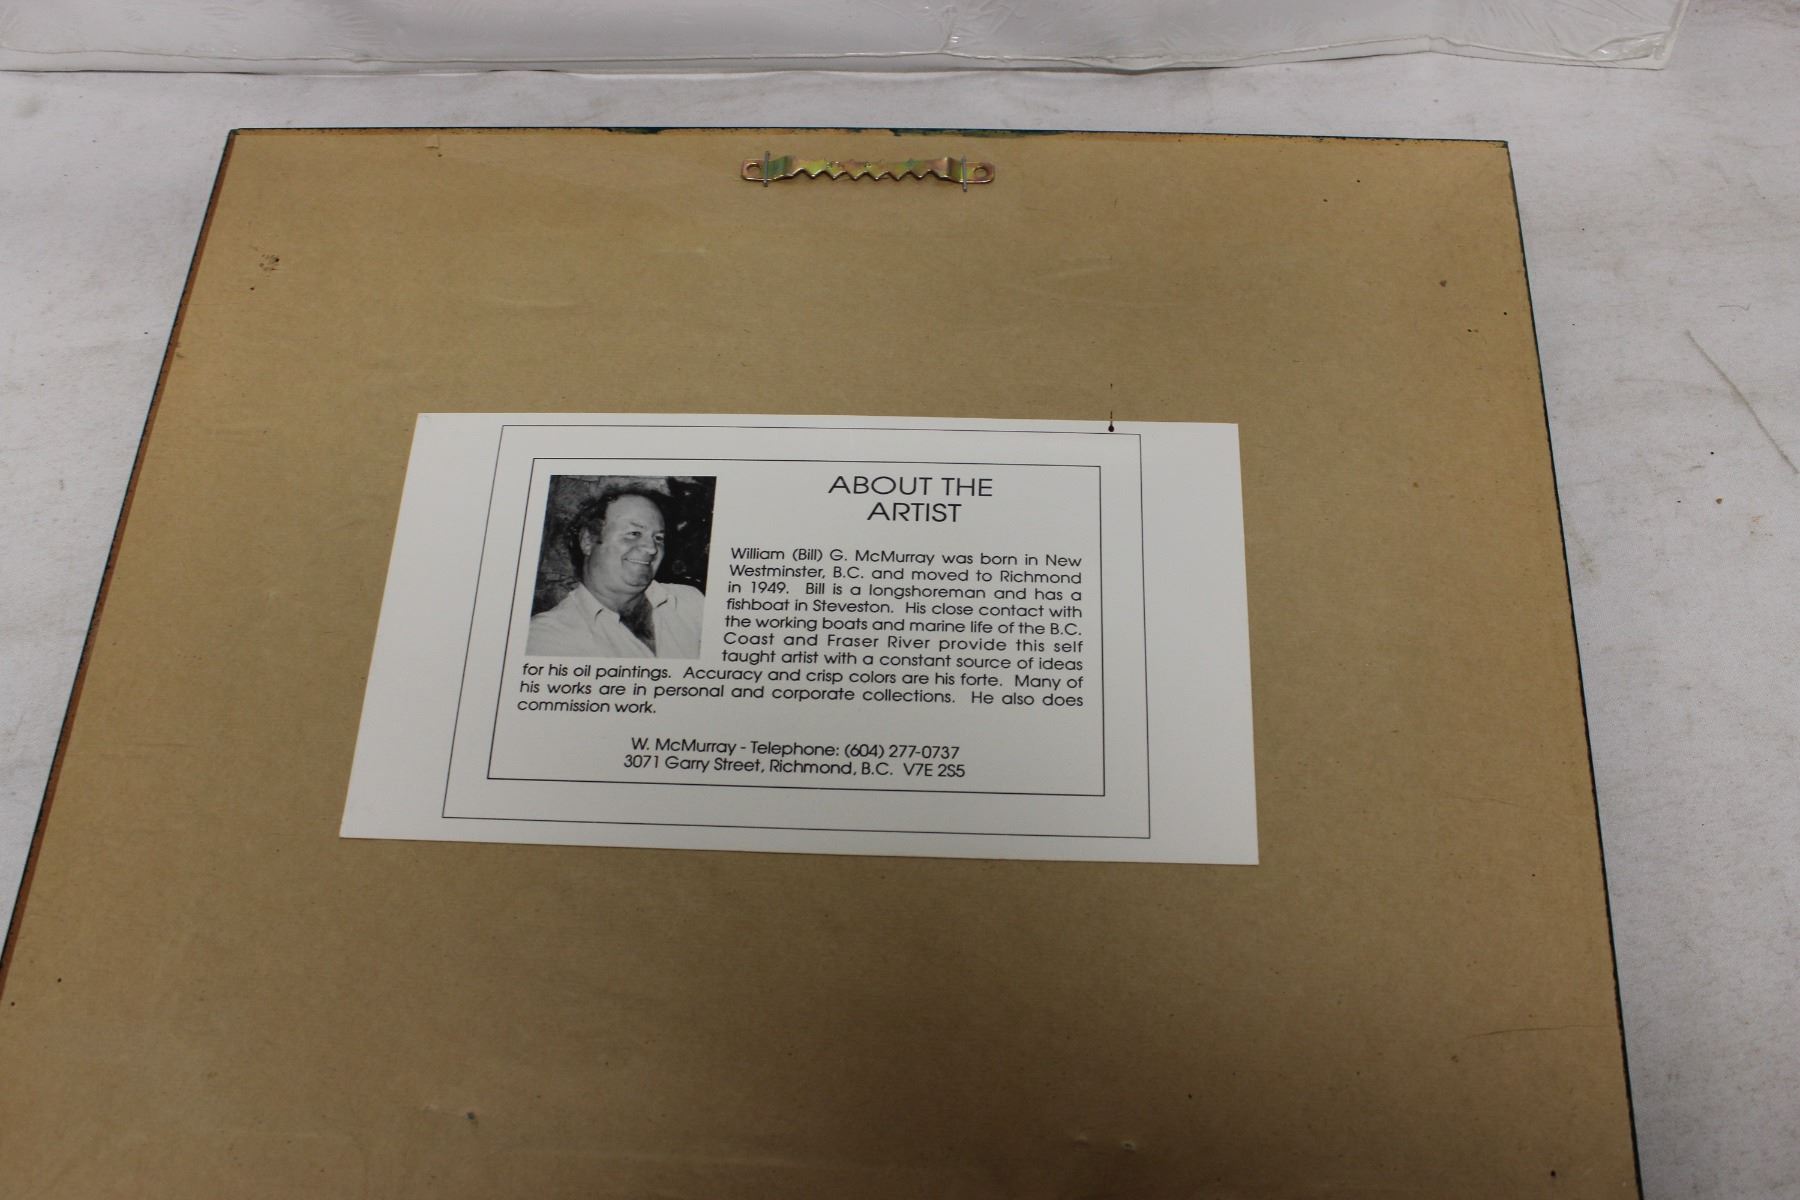 ABOUT THE
ARTIST
William (Bill) G. McMurray was born in New
Westminster, B.C. and moved to Richmond
in 1949. Bill is a longshoreman and has a
fishboat in Steveston. His close contact with
the working boats and marine life of the B.C.
Coast and Fraser River provide this self
taught artist with a constant source of ideas
for his oil paintings. Accuracy and crisp colors are his forte. Many of
his works are in personal and corporate collections. He also does
commission work.
W. McMurray - Telephone: (604) 277-0737
3071 Garry Street, Richmond, B.C. V7E 2S5